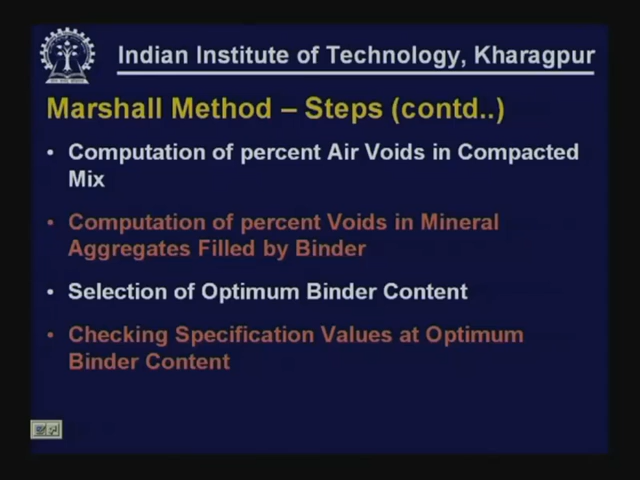 Indian Institute of Technology, Kharagpur
Marshall Method – Steps (contd..)
• Computation of percent Air Voids in Compacted
Mix
• Computation of percent Voids in Mineral
Aggregates Filled by Binder
• Selection of Optimum Binder Content
• Checking Specification Values at Optimum
Binder Content